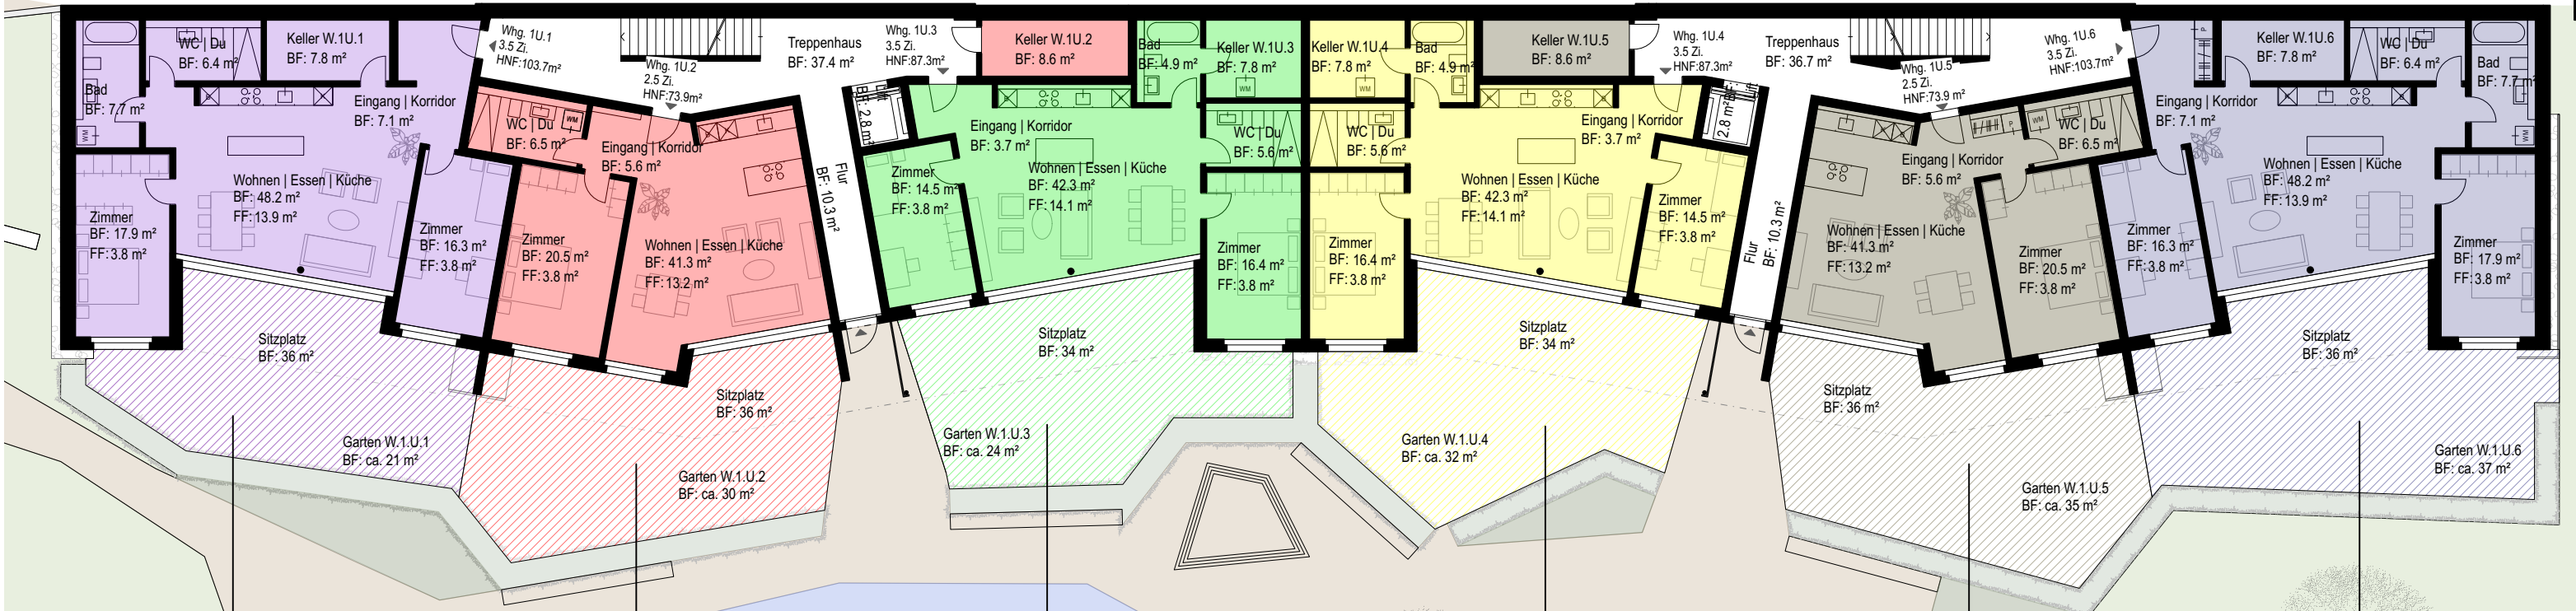 WC | Du
BF: 6.4 m²
Keller W.1U.1
BF: 7.8 m²
Bad
BF: 7.7 m²
WM
Eingang | Korridor
BF: 7.1 m²
Wohnen | Essen | Küche
BF: 48.2 m²
FF: 13.9 m²
Zimmer
BF: 17.9 m²
FF: 3.8 m²
Zimmer
BF: 16.3 m²
FF: 3.8 m²
Sitzplatz
BF: 36 m²
Garten W.1.U.1
BF: ca. 21 m²
Whg. 1U.1
3.5 Zi.
HNF:103.7m²
Whg. 1U.2
2.5 Zi.
HNF:73.9m²
Treppenhaus
BF: 37.4 m²
Whg. 1U.3
3.5 Zi.
HNF:87.3m²
WC | Du
BF: 6.5 m²
WM
Eingang | Korridor
BF: 5.6 m²
Zimmer
BF: 20.5 m²
FF: 3.8 m²
Wohnen | Essen | Küche
BF: 41.3 m²
FF: 13.2 m²
Sitzplatz
BF: 36 m²
Garten W.1.U.2
BF: ca. 30 m²
Lift
BF: 2.8 m²
Flur
BF: 10.3 m²
Keller W.1U.2
BF: 8.6 m²
Bad
BF: 4.9 m²
Keller W.1U.3
BF: 7.8 m²
WM
Eingang | Korridor
BF: 3.7 m²
WC | Du
BF: 5.6 m²
Zimmer
BF: 14.5 m²
FF: 3.8 m²
Wohnen | Essen | Küche
BF: 42.3 m²
FF: 14.1 m²
Zimmer
BF: 16.4 m²
FF: 3.8 m²
Sitzplatz
BF: 34 m²
Garten W.1.U.3
BF: ca. 24 m²
Keller W.1U.4
BF: 7.8 m²
WM
Bad
BF: 4.9 m²
Keller W.1U.5
BF: 8.6 m²
WC | Du
BF: 5.6 m²
Eingang | Korridor
BF: 3.7 m²
Wohnen | Essen | Küche
BF: 42.3 m²
FF: 14.1 m²
Zimmer
BF: 16.4 m²
FF: 3.8 m²
Zimmer
BF: 14.5 m²
FF: 3.8 m²
Sitzplatz
BF: 34 m²
Garten W.1.U.4
BF: ca. 32 m²
Whg. 1U.4
3.5 Zi.
HNF:87.3m²
Treppenhaus
BF: 36.7 m²
Whg. 1U.5
2.5 Zi.
HNF:73.9 m²
Whg. 1U.6
3.5 Zi.
HNF:103.7m²
2.8 m²
Flur
BF: 10.3 m²
P
WM
WC | Du
BF: 6.5 m²
Eingang | Korridor
BF: 5.6 m²
Wohnen | Essen | Küche
BF: 41.3 m²
FF: 13.2 m²
Zimmer
BF: 20.5 m²
FF: 3.8 m²
Sitzplatz
BF: 36 m²
Garten W.1.U.5
BF: ca. 35 m²
P
Keller W.1U.6
BF: 7.8 m²
WC | Du
BF: 6.4 m²
Bad
BF: 7.7 m²
WM
Eingang | Korridor
BF: 7.1 m²
Wohnen | Essen | Küche
BF: 48.2 m²
FF: 13.9 m²
Zimmer
BF: 16.3 m²
FF: 3.8 m²
Zimmer
BF: 17.9 m²
FF: 3.8 m²
Sitzplatz
BF: 36 m²
Garten W.1.U.6
BF: ca. 37 m²